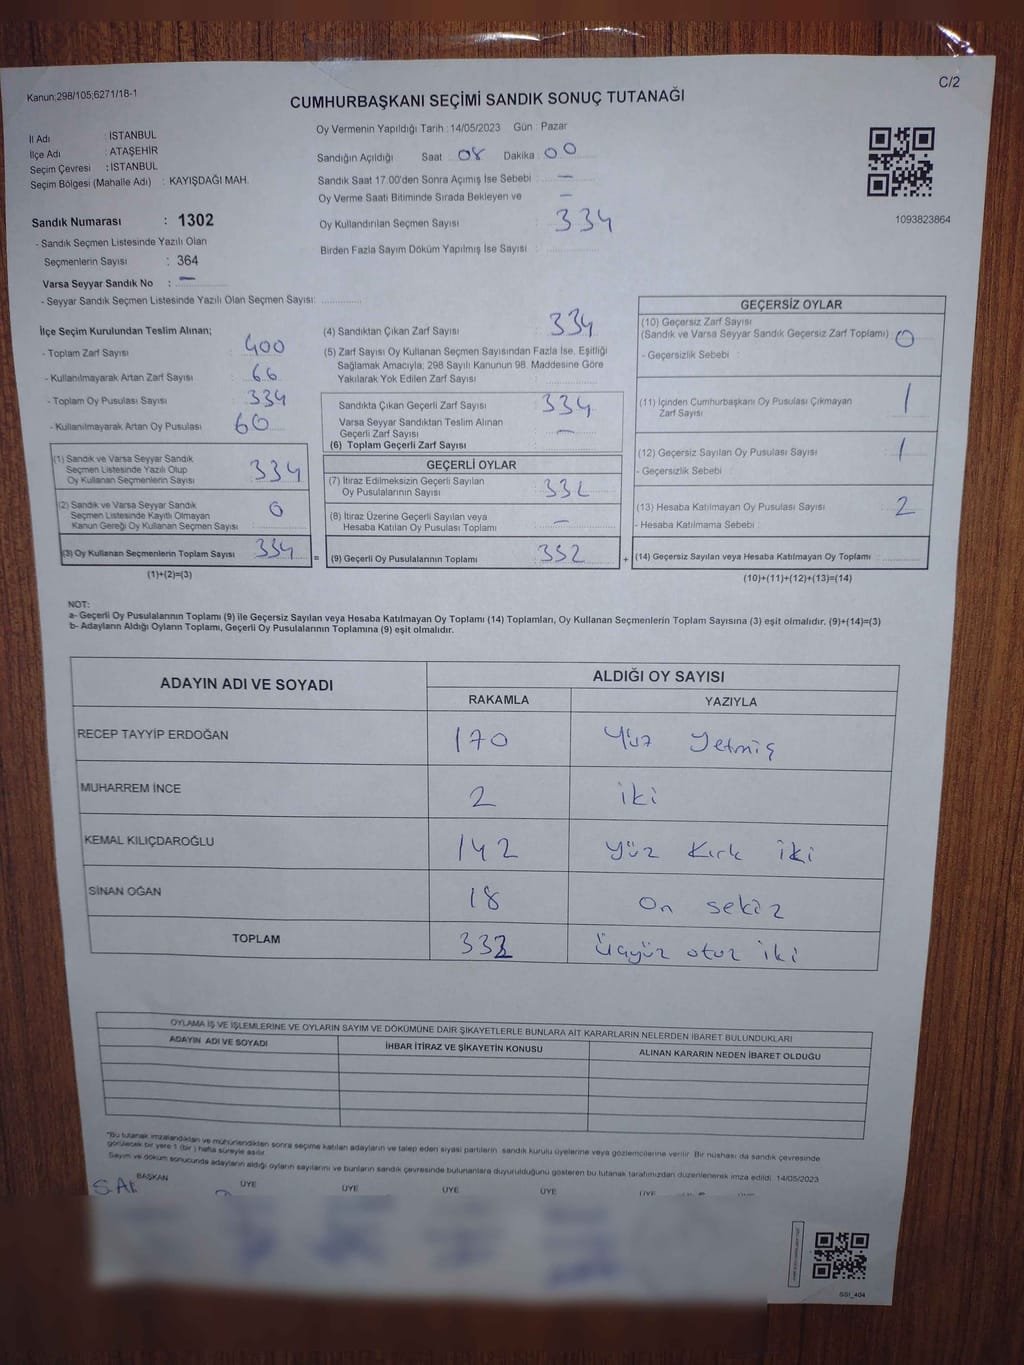 Kanun;298/105;6271/18-1
C/2
CUMHURBAŞKANI SEÇİMİ SANDIK SONUÇ TUTANAĞI
İl Adı : İSTANBUL
İlçe Adı : ATAŞEHİR
Seçim Çevresi : İSTANBUL
Seçim Bölgesi (Mahalle Adı) : KAYIŞDAĞI MAH.
Sandık Numarası : 1302
- Sandık Seçmen Listesinde Yazılı Olan
Seçmenlerin Sayısı : 364
Varsa Seyyar Sandık No : —
- Seyyar Sandık Seçmen Listesinde Yazılı Olan Seçmen Sayısı: ..............
Oy Vermenin Yapıldığı Tarih : 14/05/2023 Gün Pazar
Sandığın Açıldığı Saat : 08 Dakika : 00
Sandık Saat 17.00'den Sonra Açımış İse Sebebi : —
Oy Verme Saati Bitiminde Sırada Bekleyen ve : —
Oy Kullandırılan Seçmen Sayısı : 334
Birden Fazla Sayım Döküm Yapılmış İse Sayısı :
1093823864
İlçe Seçim Kurulundan Teslim Alınan;
- Toplam Zarf Sayısı : 400
- Kullanılmayarak Artan Zarf Sayısı : 66
- Toplam Oy Pusulası Sayısı : 334
- Kullanılmayarak Artan Oy Pusulası : 60
(1) Sandık ve Varsa Seyyar Sandık
Seçmen Listesinde Yazılı Olup
Oy Kullanan Seçmenlerin Sayısı : 334
(2) Sandık ve Varsa Seyyar Sandık
Seçmen Listesinde Kayıtlı Olmayan
Kanun Gereği Oy Kullanan Seçmen Sayısı : 0
(3) Oy Kullanan Seçmenlerin Toplam Sayısı : 334
(1)+(2)=(3)
(4) Sandıktan Çıkan Zarf Sayısı : 334
(5) Zarf Sayısı Oy Kullanan Seçmen Sayısından Fazla İse, Eşitliği
Sağlamak Amacıyla; 298 Sayılı Kanunun 98. Maddesine Göre
Yakılarak Yok Edilen Zarf Sayısı :
Sandıkta Çıkan Geçerli Zarf Sayısı : 334
Varsa Seyyar Sandıktan Teslim Alınan
Geçerli Zarf Sayısı : —
(6) Toplam Geçerli Zarf Sayısı :
GEÇERLİ OYLAR
(7) İtiraz Edilmeksizin Geçerli Sayılan
Oy Pusulalarının Sayısı : 332
(8) İtiraz Üzerine Geçerli Sayılan veya
Hesaba Katılan Oy Pusulası Toplamı : —
= (9) Geçerli Oy Pusulalarının Toplamı : 332 +
GEÇERSİZ OYLAR
(10) Geçersiz Zarf Sayısı
(Sandık ve Varsa Seyyar Sandık Geçersiz Zarf Toplamı) : 0
- Geçersizlik Sebebi :
(11) İçinden Cumhurbaşkanı Oy Pusulası Çıkmayan
Zarf Sayısı : 1
(12) Geçersiz Sayılan Oy Pusulası Sayısı : 1
- Geçersizlik Sebebi :
(13) Hesaba Katılmayan Oy Pusulası Sayısı : 2
- Hesaba Katılmama Sebebi :
(14) Geçersiz Sayılan veya Hesaba Katılmayan Oy Toplamı :
(10)+(11)+(12)+(13)=(14)
NOT:
a- Geçerli Oy Pusulalarının Toplamı (9) ile Geçersiz Sayılan veya Hesaba Katılmayan Oy Toplamı (14) Toplamları, Oy Kullanan Seçmenlerin Toplam Sayısına (3) eşit olmalıdır. (9)+(14)=(3)
b- Adayların Aldığı Oyların Toplamı, Geçerli Oy Pusulalarının Toplamına (9) eşit olmalıdır.
ADAYIN ADI VE SOYADI ALDIĞI OY SAYISI
RAKAMLA YAZIYLA
RECEP TAYYİP ERDOĞAN 170 Yüz Yetmiş
MUHARREM İNCE 2 iki
KEMAL KILIÇDAROĞLU 142 yüz Kırk iki
SİNAN OĞAN 18 On sekiz
TOPLAM 332 üçyüz otuz iki
OYLAMA İŞ VE İŞLEMLERİNE VE OYLARIN SAYIM VE DÖKÜMÜNE DAİR ŞİKAYETLERLE BUNLARA AİT KARARLARIN NELERDEN İBARET BULUNDUKLARI
ADAYIN ADI VE SOYADI İHBAR İTİRAZ VE ŞİKAYETİN KONUSU ALINAN KARARIN NEDEN İBARET OLDUĞU
*Bu tutanak imzalandıktan ve mühürlendikten sonra seçime katılan adayların ve talep eden siyasi partilerin sandık kurulu üyelerine veya gözlemcilerine verilir. Bir nüshası da sandık çevresinde
görülecek bir yere 1 (bir) hafta süreyle asılır.
Sayım ve döküm sonucunda adayların aldığı oyların sayılarını ve bunların sandık çevresinde bulunanlara duyurulduğunu gösteren bu tutanak tarafımızdan düzenlenerek imza edildi. 14/05/2023
BAŞKAN ÜYE ÜYE ÜYE ÜYE ÜYE
SSI_404